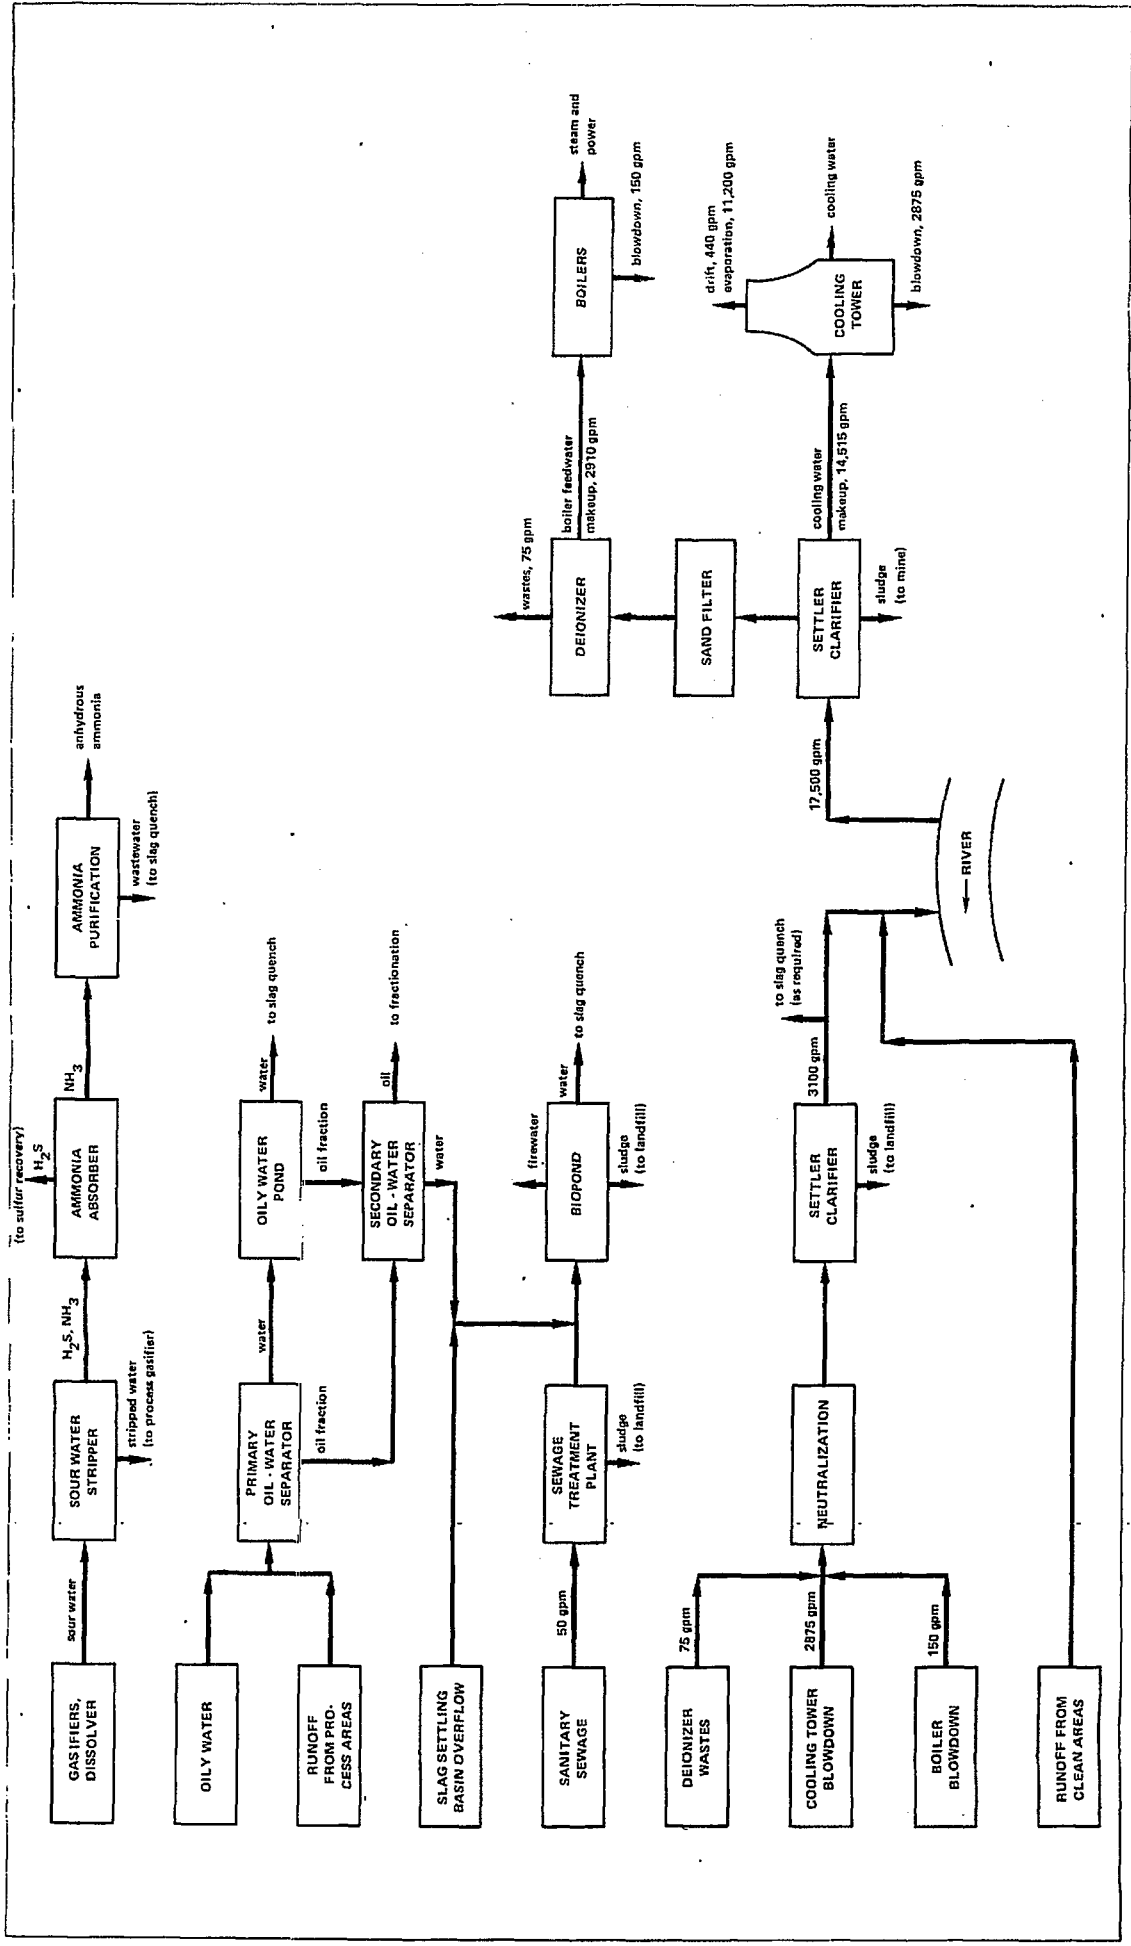 GASIFIERS,
DISSOLVER
sour water
SOUR WATER
STRIPPER
stripped water
(to process gasifier)
H2S, NH3
AMMONIA
ABSORBER
(to sulfur recovery)
H2S
NH3
AMMONIA
PURIFICATION
wastewater
(to slag quench)
anhydrous
ammonia
OILY WATER
RUNOFF
FROM PRO-
CESS AREAS
PRIMARY
OIL - WATER
SEPARATOR
water
oil fraction
OILY WATER
POND
water
to slag quench
oil fraction
SECONDARY
OIL - WATER
SEPARATOR
oil
to fractionation
water
SLAG SETTLING
BASIN OVERFLOW
SANITARY
SEWAGE
50 gpm
SEWAGE
TREATMENT
PLANT
sludge
(to landfill)
BIOPOND
firewater
water
to slag quench
sludge
(to landfill)
DEIONIZER
WASTES
75 gpm
COOLING TOWER
BLOWDOWN
2875 gpm
BOILER
BLOWDOWN
150 gpm
NEUTRALIZATION
SETTLER
CLARIFIER
sludge
(to landfill)
3100 gpm
to slag quench
(as required)
RUNOFF FROM
CLEAN AREAS
RIVER
17,500 gpm
SETTLER
CLARIFIER
sludge
(to mine)
SAND FILTER
DEIONIZER
wastes, 75 gpm
boiler feedwater
makeup, 2910 gpm
BOILERS
steam and
power
blowdown, 150 gpm
cooling water
makeup, 14,515 gpm
COOLING
TOWER
drift, 440 gpm
evaporation, 11,200 gpm
cooling water
blowdown, 2875 gpm